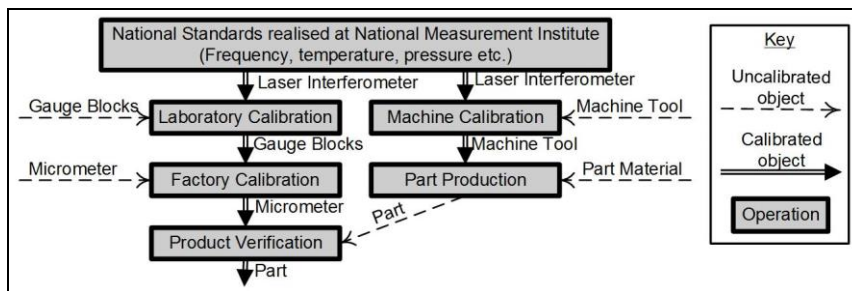 National Standards realised at National Measurement Institute
(Frequency, temperature, pressure etc.)
Laser Interferometer
Laser Interferometer
Gauge Blocks
Laboratory Calibration
Machine Calibration
Machine Tool
Gauge Blocks
Machine Tool
Micrometer
Factory Calibration
Part Production
Part Material
Micrometer
Part
Product Verification
Part
Key
Uncalibrated
object
Calibrated
object
Operation